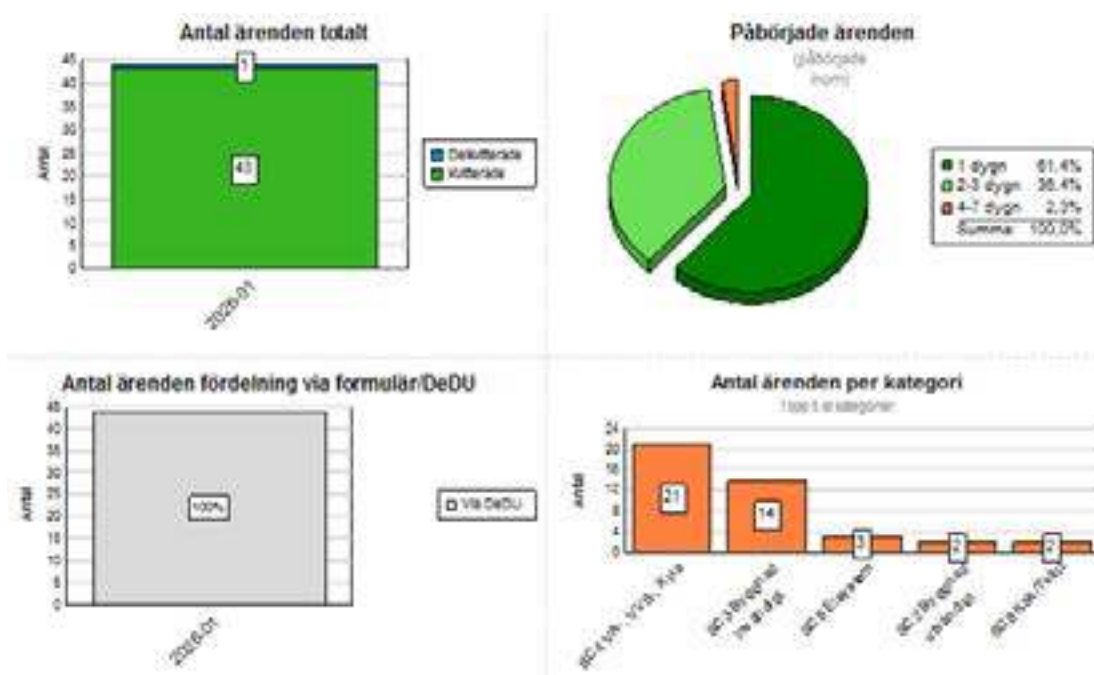 Antal ärenden totalt
45
40
35
30
25
20
15
10
5
0
Antal
1
43
2026-01
Delkvitterade
Kvitterade
Påbörjade ärenden
(påbörjade
inom)
1 dygn 61,4%
2-3 dygn 36,4%
4-7 dygn 2,3%
Summa: 100,0%
Antal ärenden fördelning via formulär/DeDU
45
40
35
30
25
20
15
10
5
0
Antal
100%
2026-01
Via DeDU
Antal ärenden per kategori
24
20
16
12
8
4
0
Antal
21
14
3
2
2
Byggnad
Byggnad